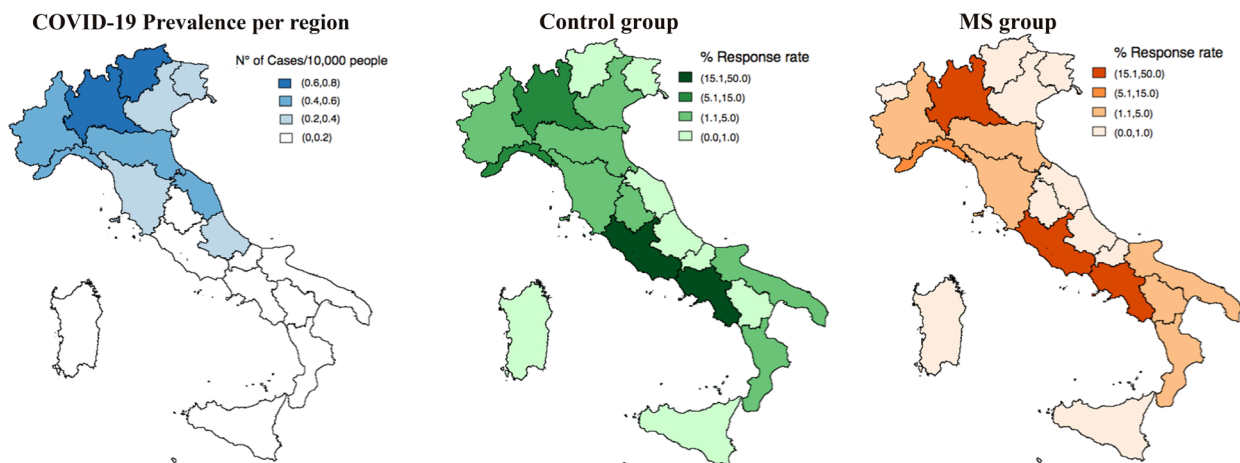 COVID-19 Prevalence per region
N° of Cases/10,000 people
(0.6,0.8)
(0.4,0.6)
(0.2,0.4)
(0,0.2)
Control group
% Response rate
(15.1,50.0)
(5.1,15.0)
(1.1,5.0)
(0.0,1.0)
MS group
% Response rate
(15.1,50.0)
(5.1,15.0)
(1.1,5.0)
(0.0,1.0)